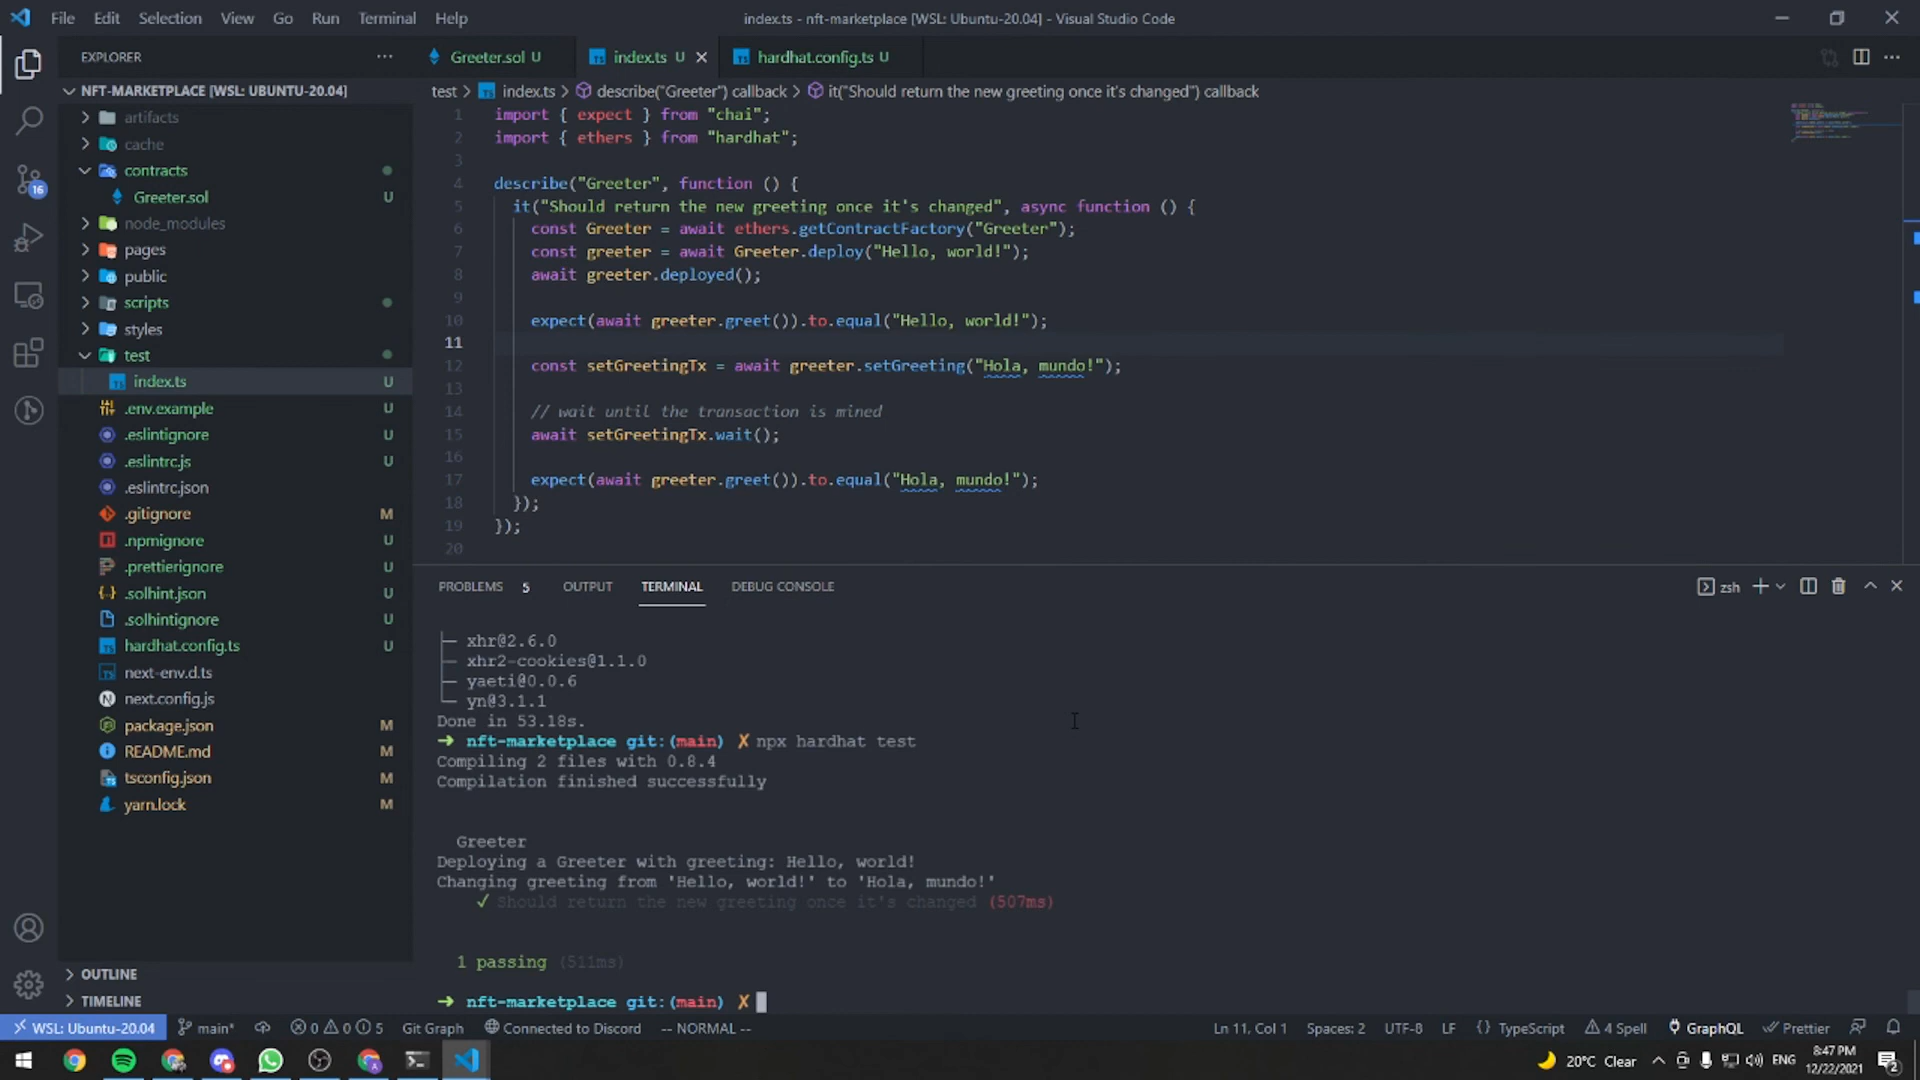 File Edit Selection View Go Run Terminal Help
index.ts - nft-marketplace [WSL: Ubuntu-20.04] - Visual Studio Code
EXPLORER ···
Greeter.sol U
index.ts U
hardhat.config.ts U
NFT-MARKETPLACE [WSL: UBUNTU-20.04]
artifacts
cache
contracts
Greeter.sol U
node_modules
pages
public
scripts
styles
test
index.ts U
.env.example U
.eslintignore U
.eslintrc.js U
.eslintrc.json
.gitignore M
.npmignore U
.prettierignore U
.solhint.json U
.solhintignore U
hardhat.config.ts U
next-env.d.ts
next.config.js
package.json M
README.md M
tsconfig.json M
yarn.lock M
OUTLINE
TIMELINE
16
test > index.ts > describe("Greeter") callback > it("Should return the new greeting once it's changed") callback
1 import { expect } from "chai";
2 import { ethers } from "hardhat";
3
4 describe("Greeter", function () {
5 it("Should return the new greeting once it's changed", async function () {
6 const Greeter = await ethers.getContractFactory("Greeter");
7 const greeter = await Greeter.deploy("Hello, world!");
8 await greeter.deployed();
9
10 expect(await greeter.greet()).to.equal("Hello, world!");
11
12 const setGreetingTx = await greeter.setGreeting("Hola, mundo!");
13
14 // wait until the transaction is mined
15 await setGreetingTx.wait();
16
17 expect(await greeter.greet()).to.equal("Hola, mundo!");
18 });
19 });
20
PROBLEMS 5 OUTPUT TERMINAL DEBUG CONSOLE
zsh
├─ xhr@2.6.0
├─ xhr2-cookies@1.1.0
├─ yaeti@0.0.6
└─ yn@3.1.1
Done in 53.18s.
➜ nft-marketplace git:(main) ✗ npx hardhat test
Compiling 2 files with 0.8.4
Compilation finished successfully
Greeter
Deploying a Greeter with greeting: Hello, world!
Changing greeting from 'Hello, world!' to 'Hola, mundo!'
✓ Should return the new greeting once it's changed (507ms)
1 passing (511ms)
➜ nft-marketplace git:(main) ✗
WSL: Ubuntu-20.04 main* 0 0 5 Git Graph Connected to Discord -- NORMAL -- Ln 11, Col 1 Spaces: 2 UTF-8 LF {} TypeScript 4 Spell GraphQL Prettier
20°C Clear ENG 8:47 PM
12/22/2021 2